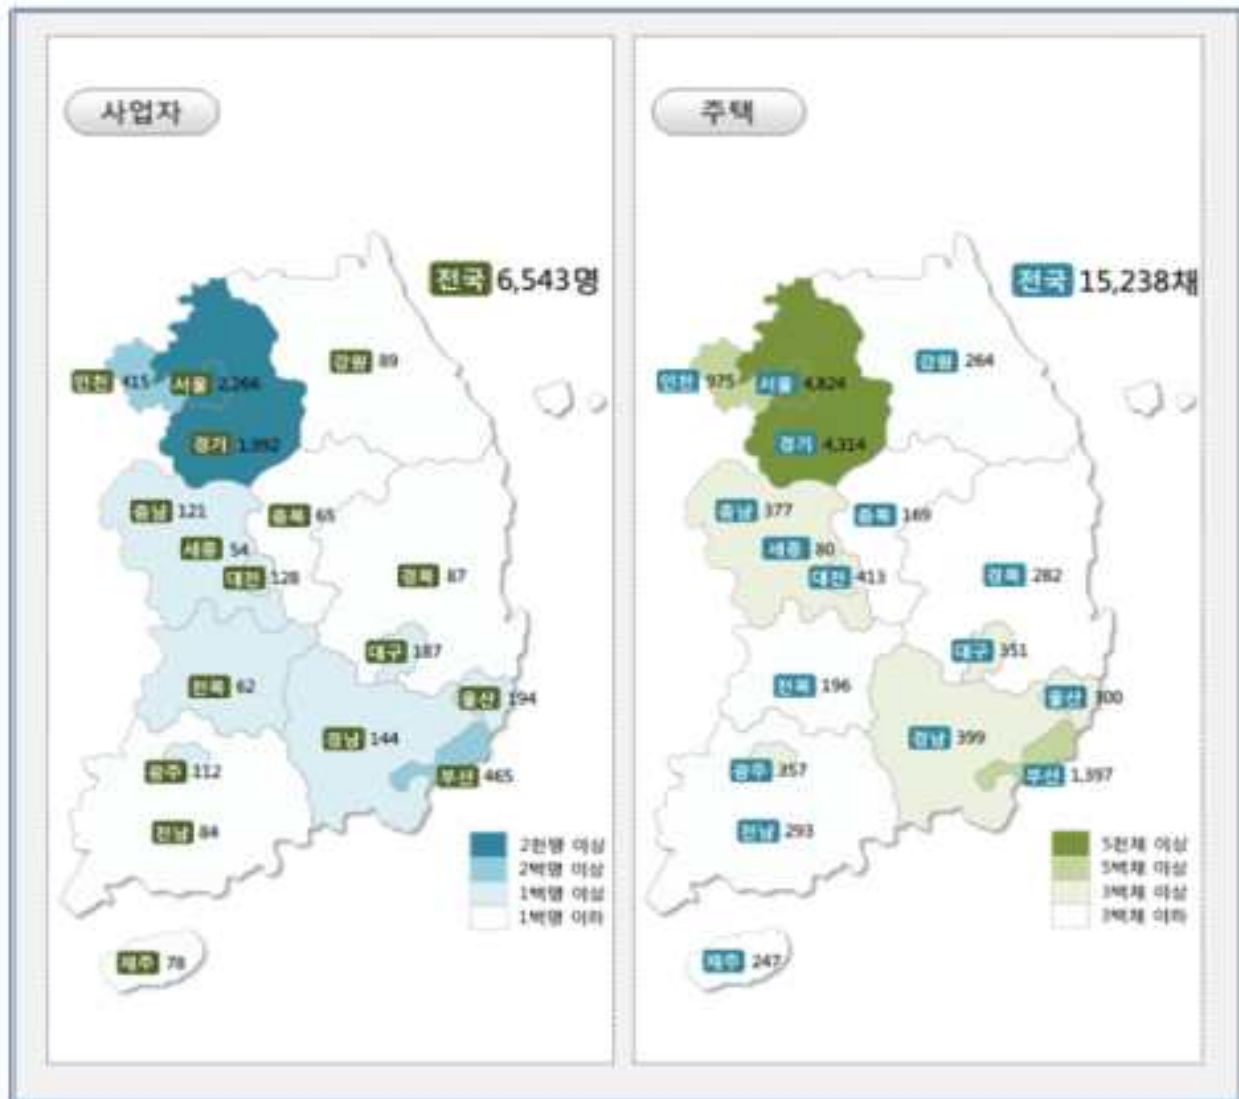 사업자
전국 6,543명
강원 89
인천 415
서울 2,266
경기 1,992
충남 121
충북 65
세종 54
대전 128
경북 87
대구 187
전북 62
울산 194
경남 144
광주 112
부산 465
전남 84
2천명 이상
2백명 이상
1백명 이상
1백명 이하
제주 78
주택
전국 15,238채
강원 264
인천 975
서울 4,824
경기 4,314
충남 377
충북 169
세종 80
대전 413
경북 282
대구 351
전북 196
울산 300
경남 399
광주 357
부산 1,397
전남 293
5천채 이상
5백채 이상
3백채 이상
3백채 이하
제주 247